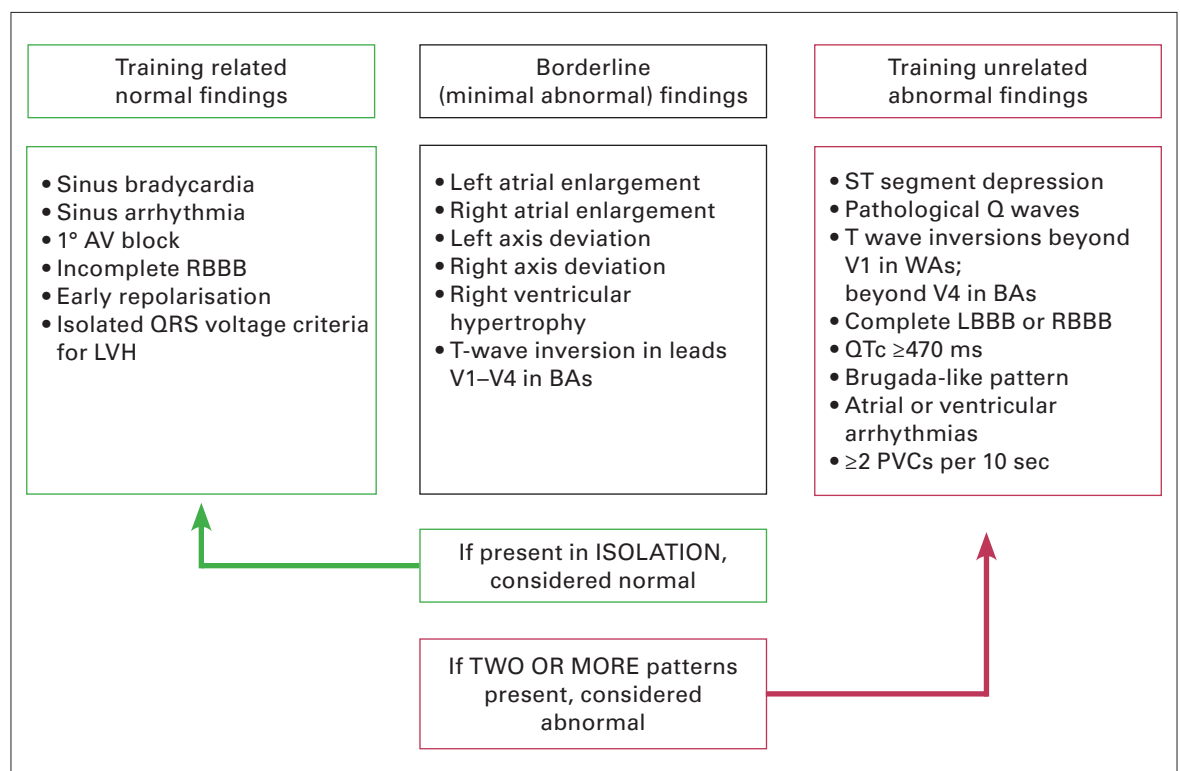 Training related
normal findings
Borderline
(minimal abnormal) findings
Training unrelated
abnormal findings
• Sinus bradycardia
• Sinus arrhythmia
• 1° AV block
• Incomplete RBBB
• Early repolarisation
• Isolated QRS voltage criteria
for LVH
• Left atrial enlargement
• Right atrial enlargement
• Left axis deviation
• Right axis deviation
• Right ventricular
hypertrophy
• T-wave inversion in leads
V1–V4 in BAs
• ST segment depression
• Pathological Q waves
• T wave inversions beyond
V1 in WAs;
beyond V4 in BAs
• Complete LBBB or RBBB
• QTc ≥470 ms
• Brugada-like pattern
• Atrial or ventricular
arrhythmias
• ≥2 PVCs per 10 sec
If present in ISOLATION,
considered normal
If TWO OR MORE patterns
present, considered
abnormal